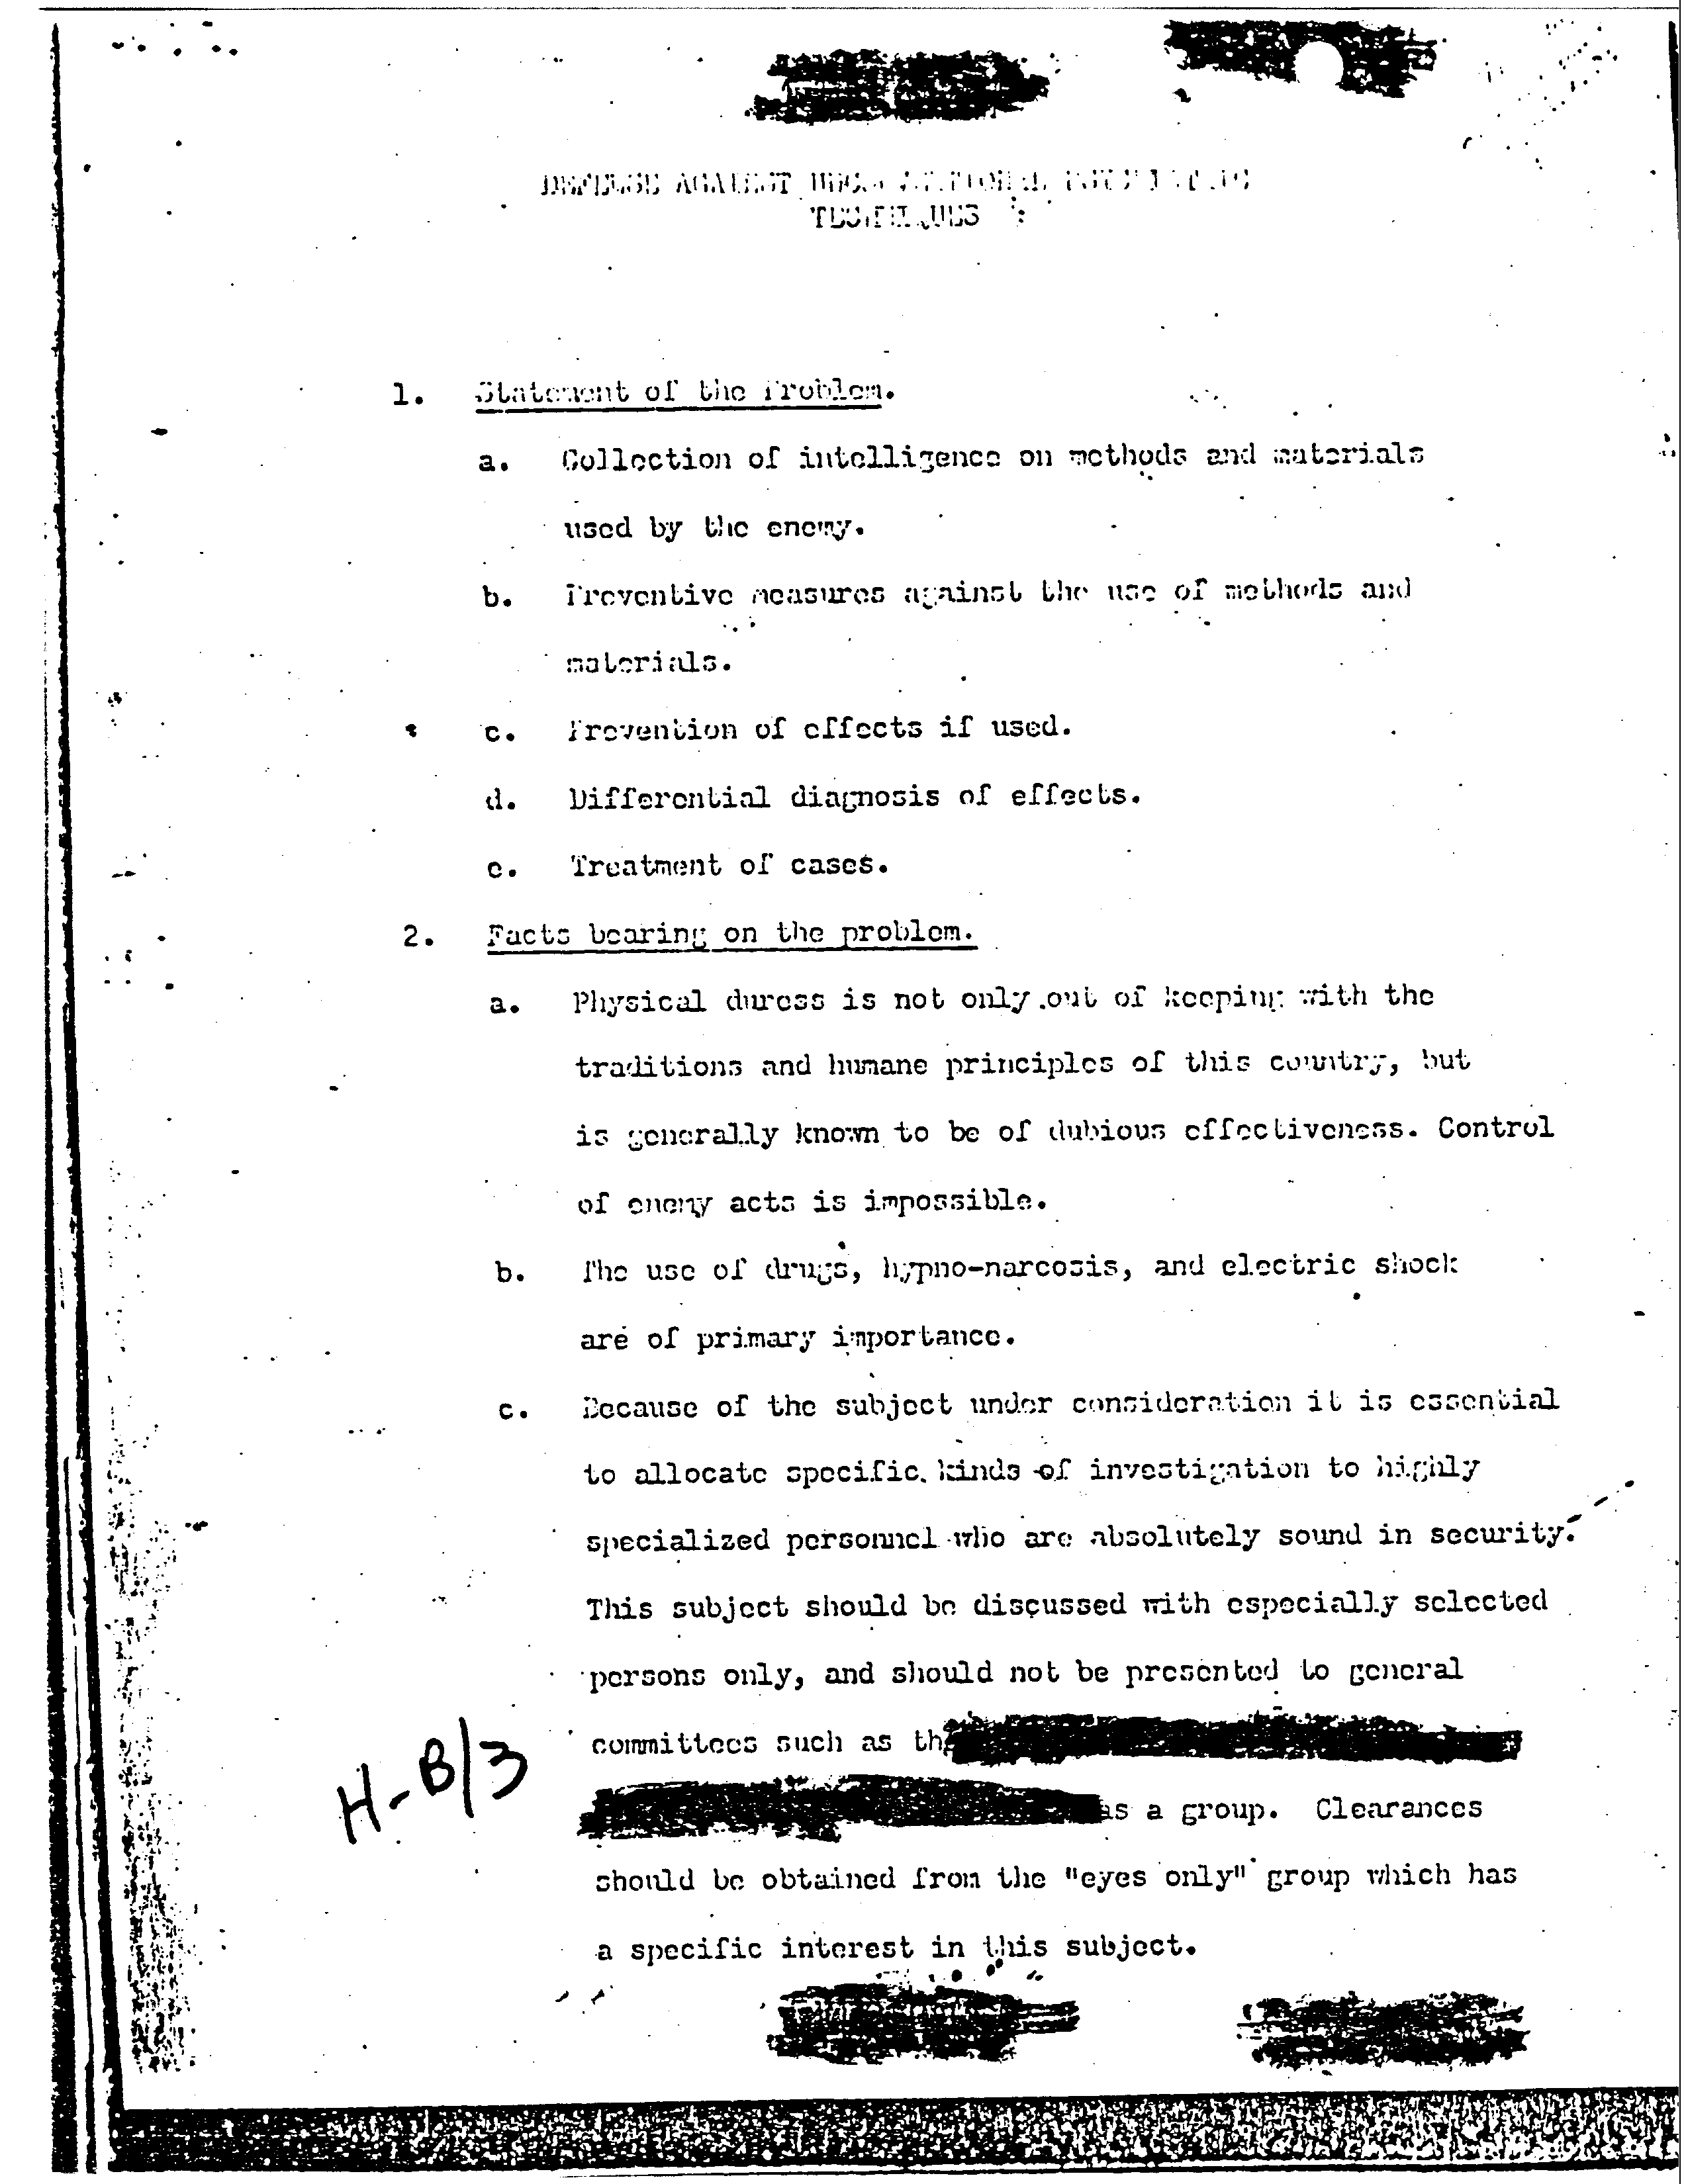 DEFENSE AGAINST
TECHNIQUES
1. Statement of the Problem.
a. Collection of intelligence on methods and materials
used by the enemy.
b. Preventive measures against the use of methods and
materials.
c. Prevention of effects if used.
d. Differential diagnosis of effects.
e. Treatment of cases.
2. Facts bearing on the problem.
a. Physical duress is not only out of keeping with the
traditions and humane principles of this country, but
is generally known to be of dubious effectiveness. Control
of enemy acts is impossible.
b. The use of drugs, hypno-narcosis, and electric shock
are of primary importance.
c. Because of the subject under consideration it is essential
to allocate specific kinds of investigation to highly
specialized personnel who are absolutely sound in security.
This subject should be discussed with especially selected
persons only, and should not be presented to general
committees such as
as a group. Clearances
should be obtained from the "eyes only" group which has
a specific interest in this subject.
H-B/3